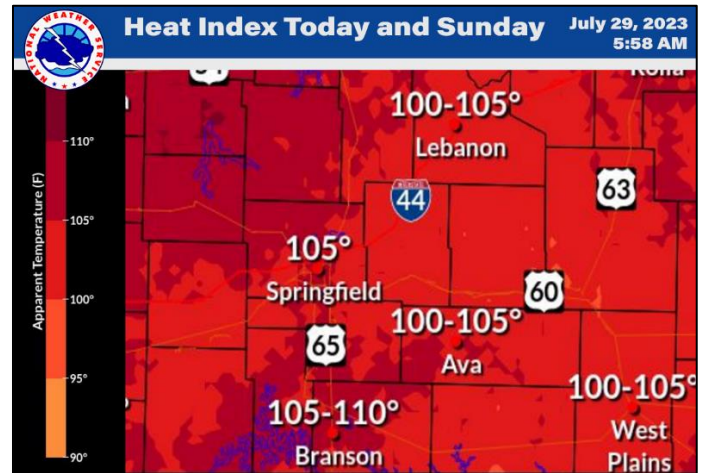 NATIONAL WEATHER SERVICE
Heat Index Today and Sunday
July 29, 2023
5:58 AM
Apparent Temperature (F)
110°
105°
100°
95°
90°
54
Rolla
100-105°
Lebanon
44
63
105°
Springfield
60
65
100-105°
Ava
100-105°
West
Plains
105-110°
Branson